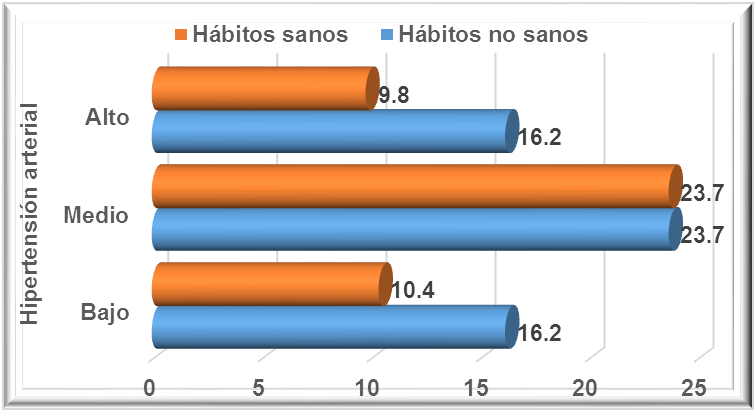 Hábitos sanos Hábitos no sanos
Hipertensión arterial
Alto
9.8
16.2
Medio
23.7
23.7
Bajo
10.4
16.2
0 5 10 15 20 25